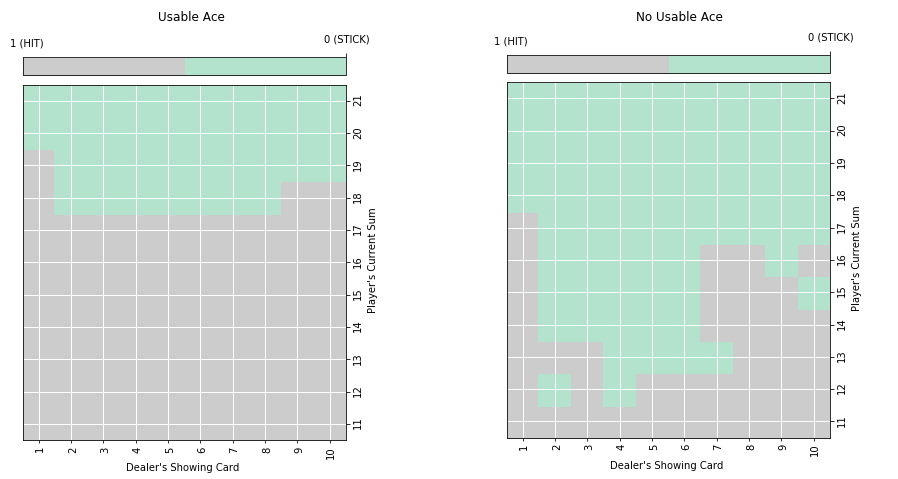 Usable Ace
1 (HIT)
0 (STICK)
21
20
19
18
17
16
15
14
13
12
11
Player's Current Sum
1 2 3 4 5 6 7 8 9 10
Dealer's Showing Card
No Usable Ace
1 (HIT)
0 (STICK)
21
20
19
18
17
16
15
14
13
12
11
Player's Current Sum
1 2 3 4 5 6 7 8 9 10
Dealer's Showing Card